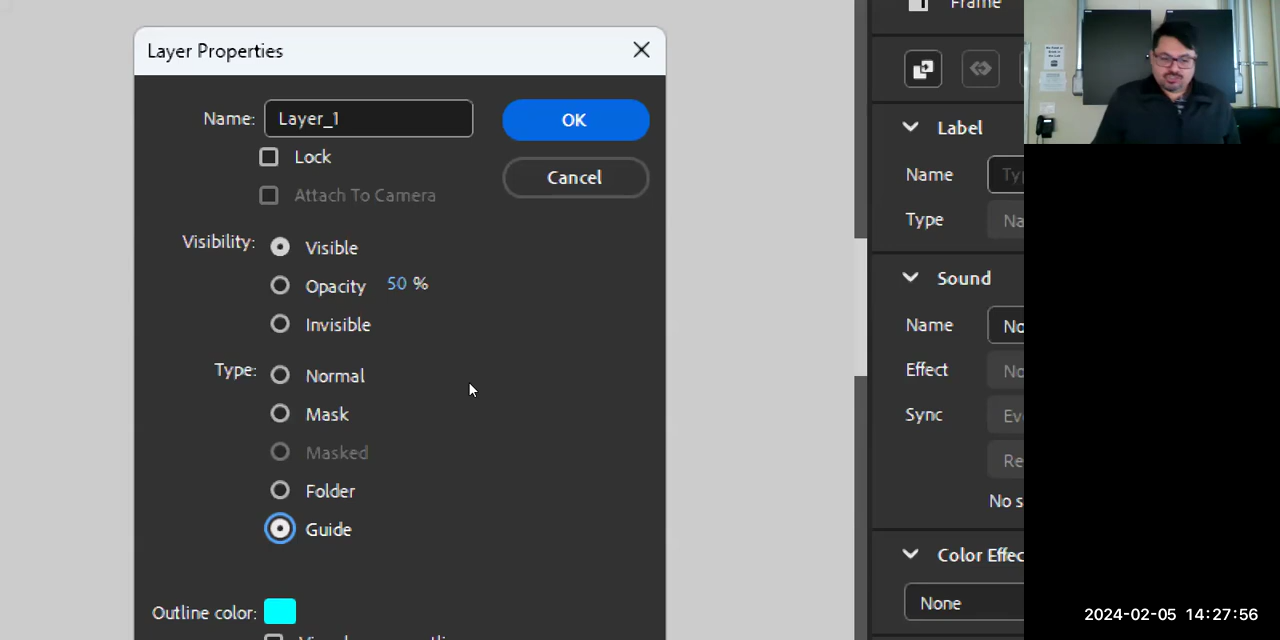 Layer Properties
Name: Layer_1
OK
Lock
Cancel
Attach To Camera
Visibility:
Visible
Opacity 50 %
Invisible
Type:
Normal
Mask
Masked
Folder
Guide
Outline color:
Frame
Label
Name
Type
Sound
Name
Effect
Sync
No s
Color Effec
None
2024-02-05 14:27:56